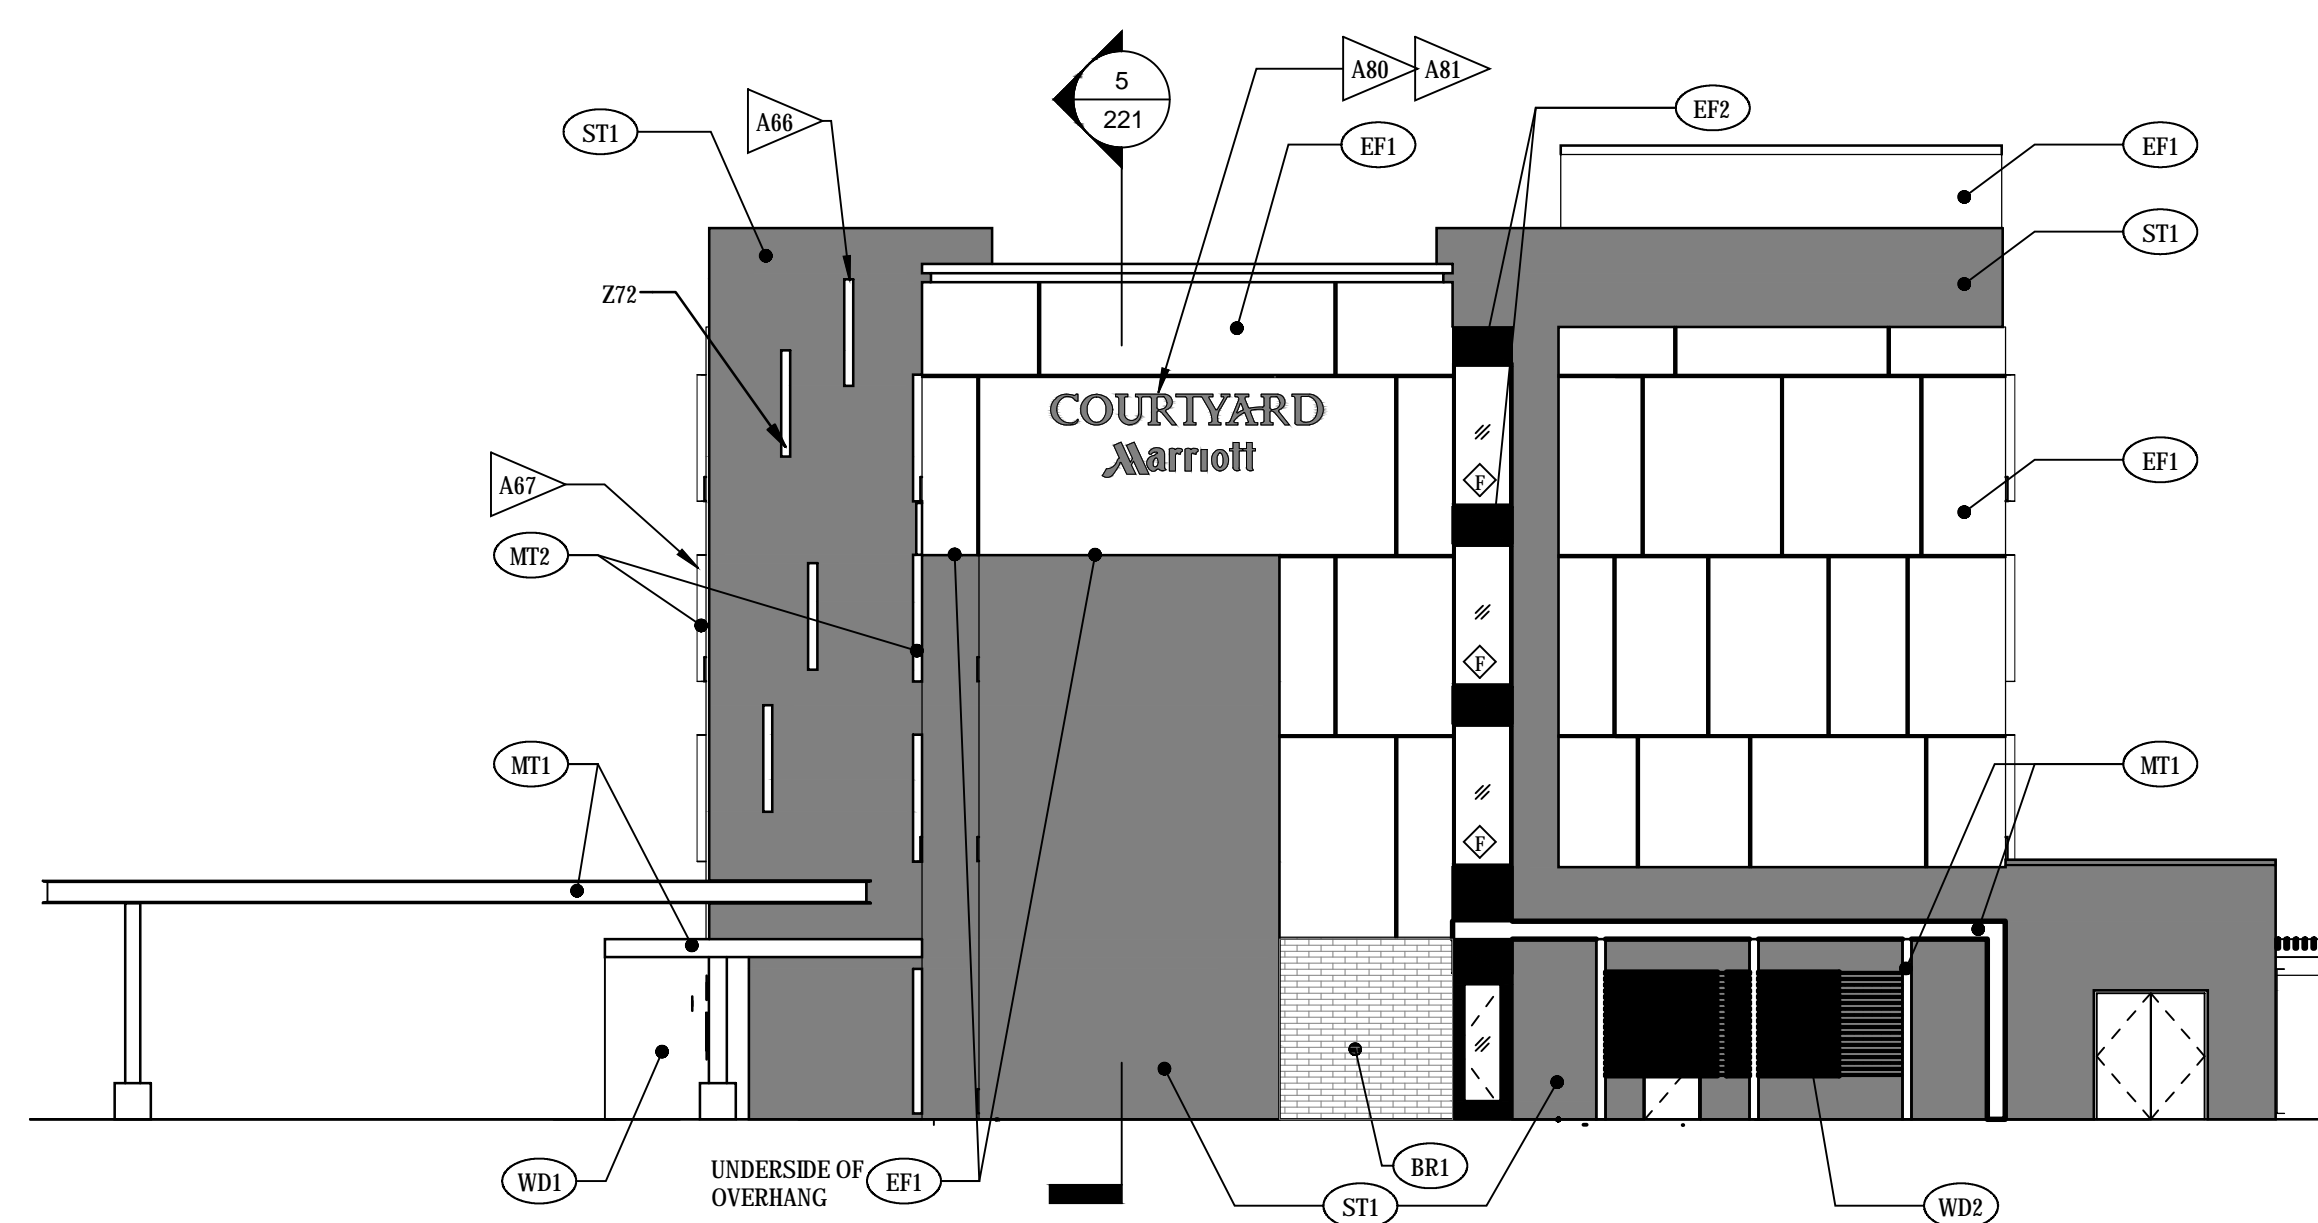 A80
A81
5
221
EF2
A66
ST1
EF1
EF1
ST1
Z72
COURTYARD
Marriott
F
EF1
A67
MT2
F
MT1
MT1
F
BR1
UNDERSIDE OF
OVERHANG
EF1
WD1
ST1
WD2